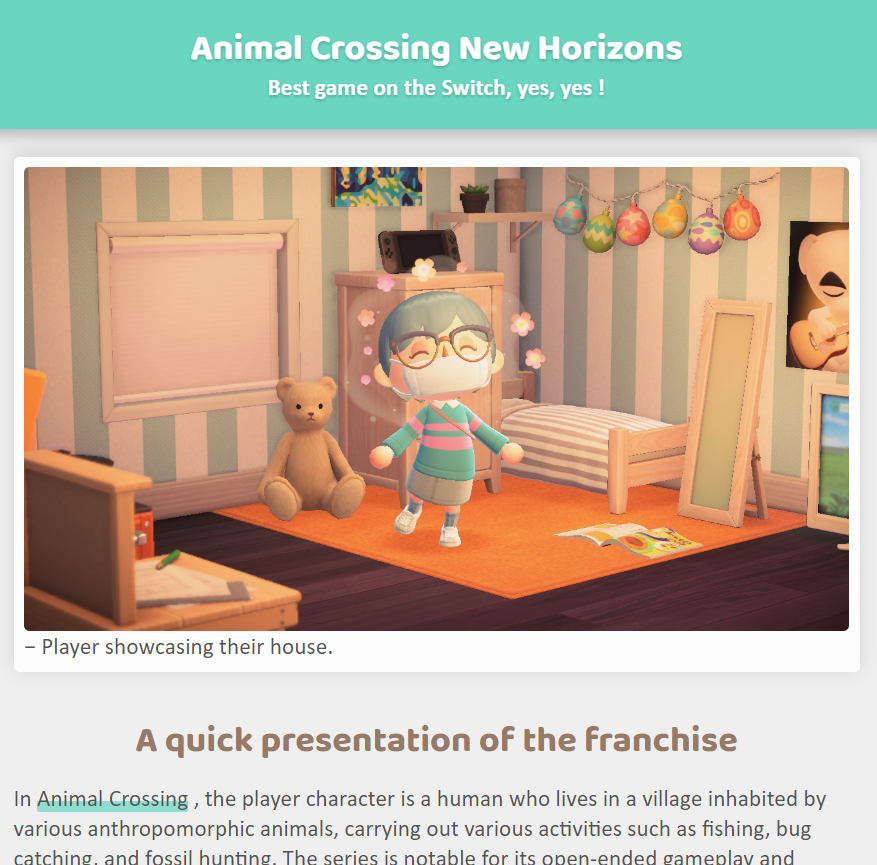 Animal Crossing New Horizons
Best game on the Switch, yes, yes !
– Player showcasing their house.
A quick presentation of the franchise
In Animal Crossing , the player character is a human who lives in a village inhabited by
various anthropomorphic animals, carrying out various activities such as fishing, bug
catching, and fossil hunting. The series is notable for its open-ended gameplay and